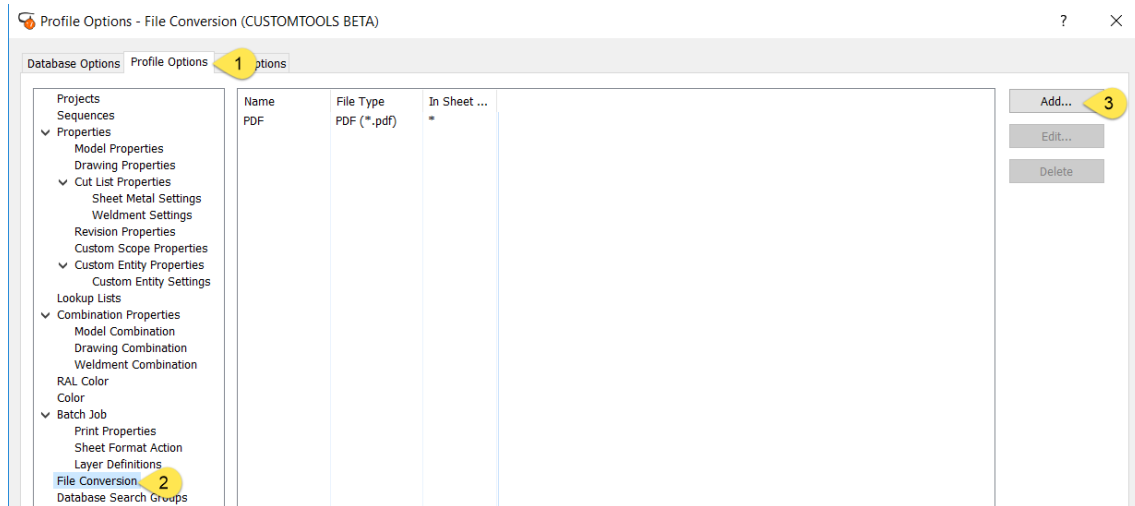 Profile Options - File Conversion (CUSTOMTOOLS BETA)
?
Database Options Profile Options 1 ptions
Projects
Sequences
Properties
Model Properties
Drawing Properties
Cut List Properties
Sheet Metal Settings
Weldment Settings
Revision Properties
Custom Scope Properties
Custom Entity Properties
Custom Entity Settings
Lookup Lists
Combination Properties
Model Combination
Drawing Combination
Weldment Combination
RAL Color
Color
Batch Job
Print Properties
Sheet Format Action
Layer Definitions
File Conversion 2
Database Search Groups
Name File Type In Sheet ...
PDF PDF (*.pdf) *
Add... 3
Edit...
Delete